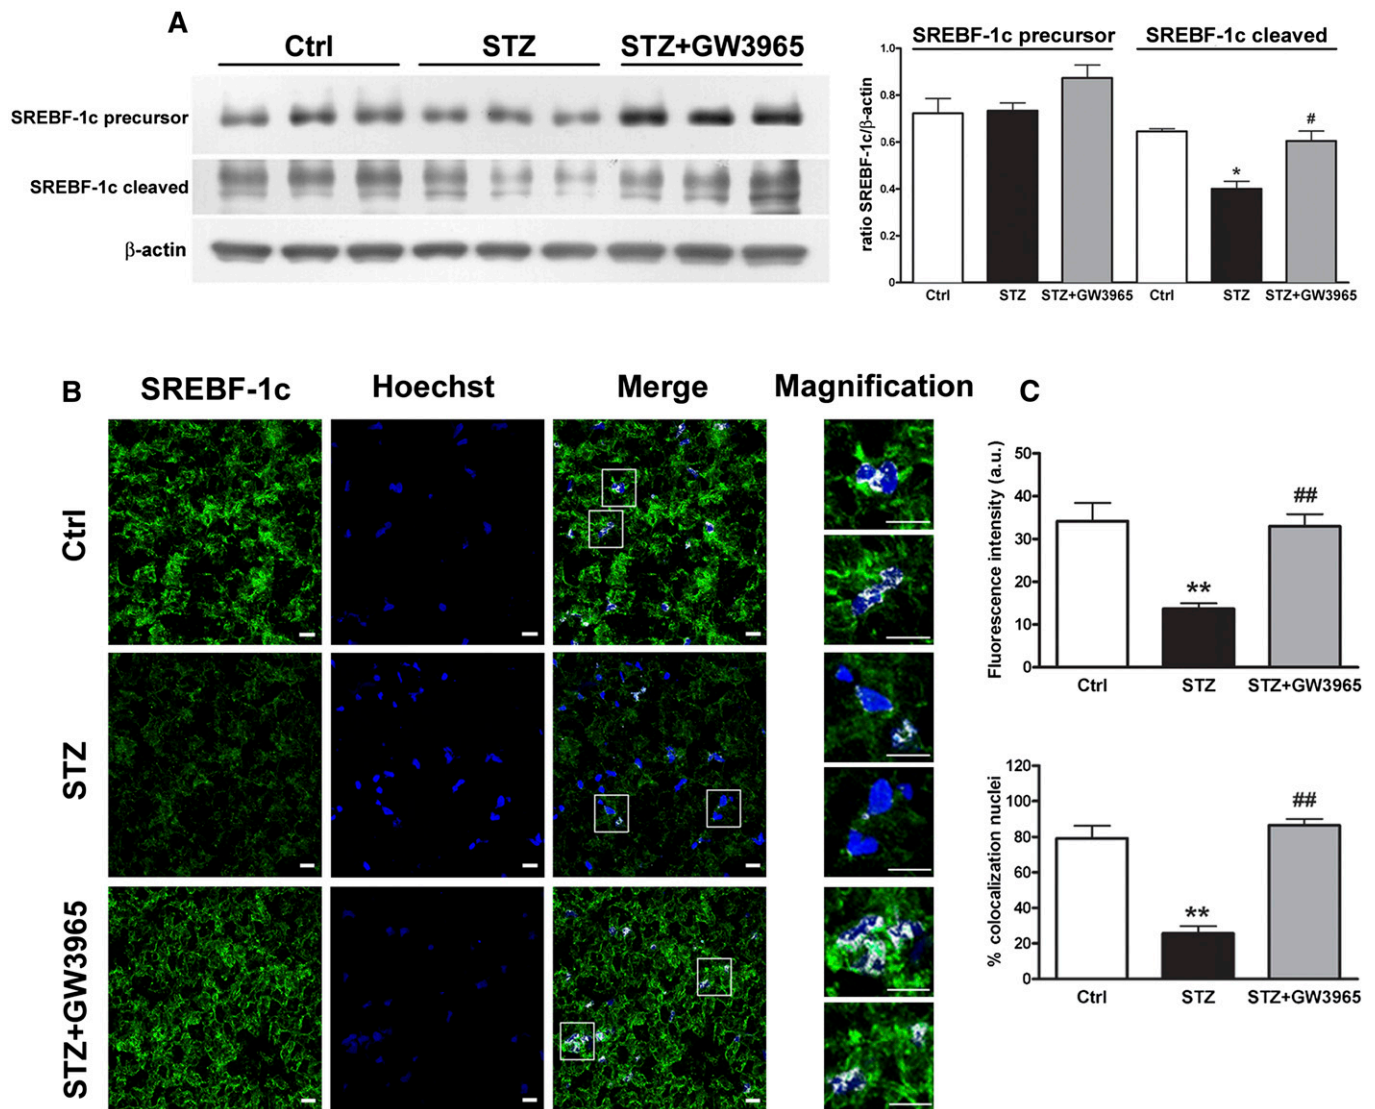 A
Ctrl STZ STZ+GW3965
SREBF-1c precursor
SREBF-1c cleaved
β-actin
SREBF-1c precursor SREBF-1c cleaved
ratio SREBF-1c/β-actin
1.0
0.8
0.6
0.4
0.2
0
*
#
Ctrl STZ STZ+GW3965 Ctrl STZ STZ+GW3965
B
SREBF-1c Hoechst Merge Magnification
Ctrl
STZ
STZ+GW3965
C
Fluorescence intensity (a.u.)
50
40
30
20
10
0
**
##
Ctrl STZ STZ+GW3965
% colocalization nuclei
120
100
80
60
40
20
0
**
##
Ctrl STZ STZ+GW3965